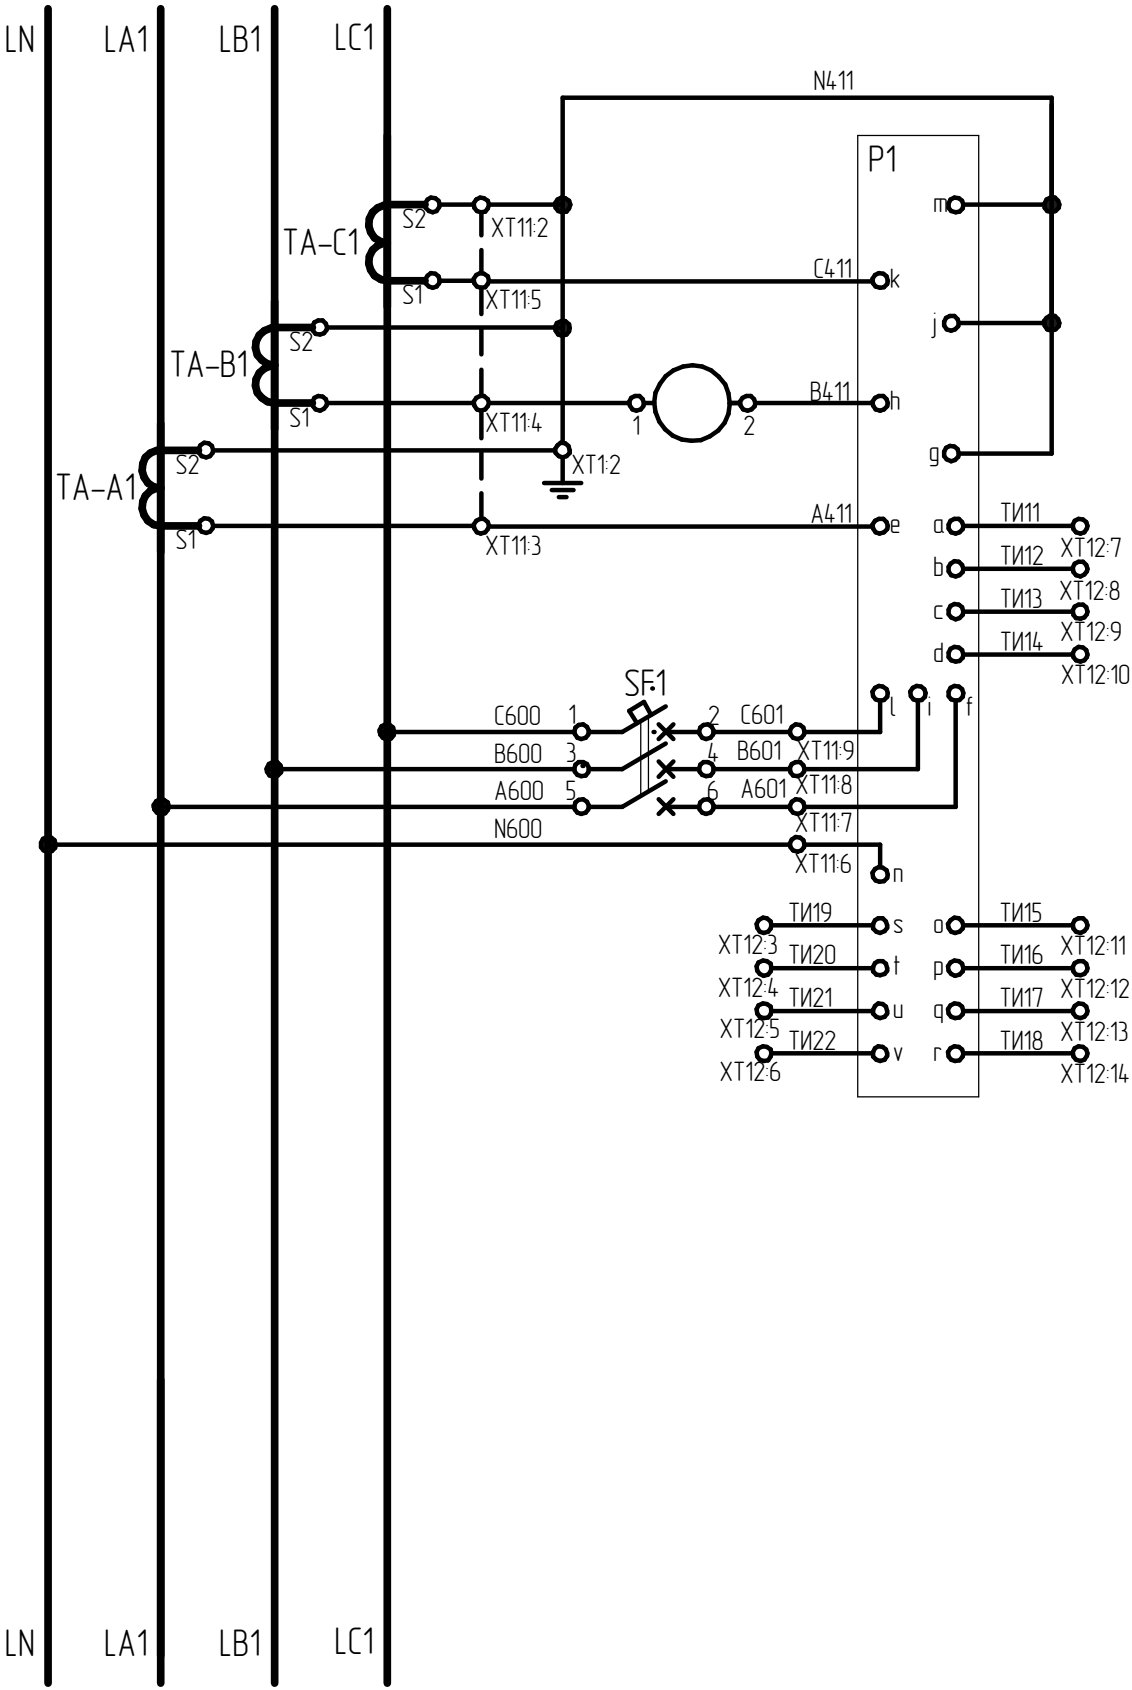 LN LA1 LB1 LC1
N411
P1
S2 m
XT11:2
TA-C1
C411 k
S1 XT11:5
j
S2
TA-B1
B411 h
S1 XT11:4 1 2
g
S2 XT1:2
TA-A1
A411 e a ТИ11
S1 XT11:3 XT12:7
b ТИ12
XT12:8
c ТИ13
XT12:9
d ТИ14
XT12:10
SF1
l i f
C600 1 2 C601
B600 3 4 B601 XT11:9
A600 5 6 A601 XT11:8
N600 XT11:7
XT11:6 n
ТИ19 s o ТИ15
XT12:3 XT12:11
ТИ20 t p ТИ16
XT12:4 XT12:12
ТИ21 u q ТИ17
XT12:5 XT12:13
ТИ22 v r ТИ18
XT12:6 XT12:14
LN LA1 LB1 LC1